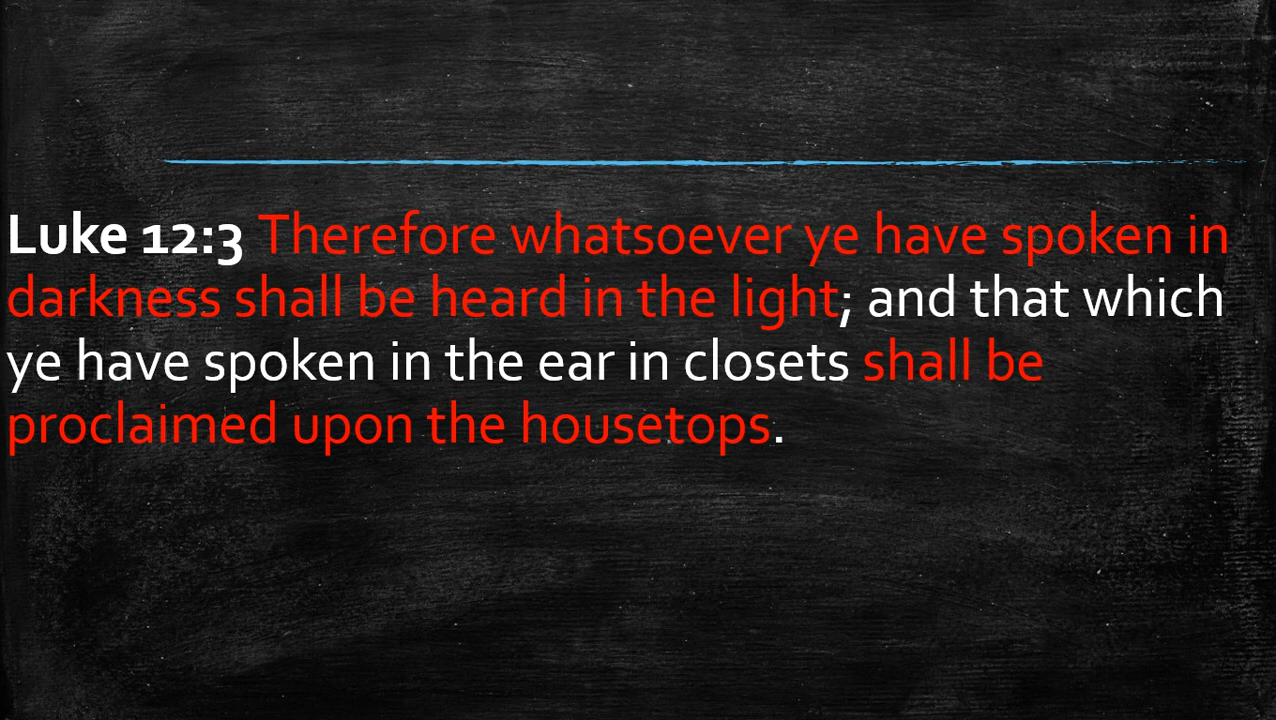 Luke 12:3 Therefore whatsoever ye have spoken in
darkness shall be heard in the light; and that which
ye have spoken in the ear in closets shall be
proclaimed upon the housetops.